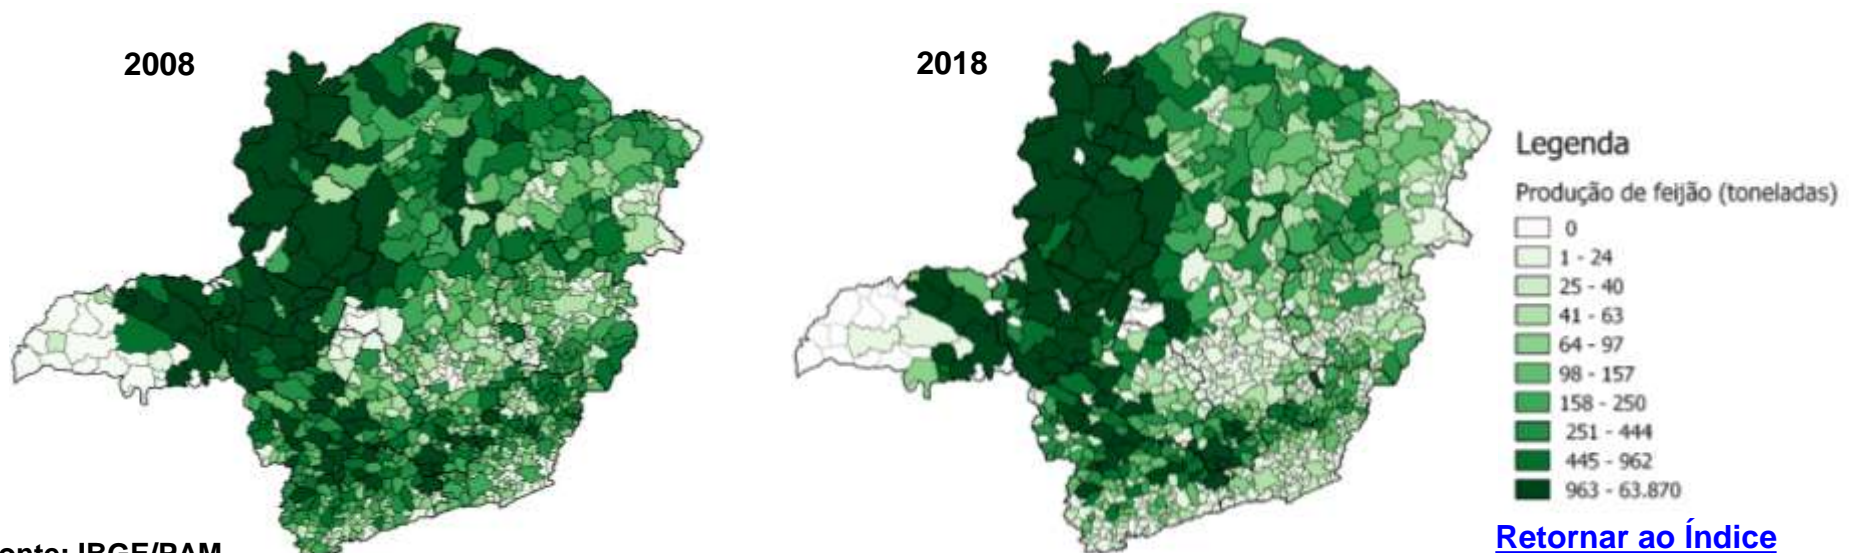 2008
2018
Legenda
Produção de feijão (toneladas)
0
1 - 24
25 - 40
41 - 63
64 - 97
98 - 157
158 - 250
251 - 444
445 - 962
963 - 63.870
Retornar ao Índice
onte: IBGE/PAM